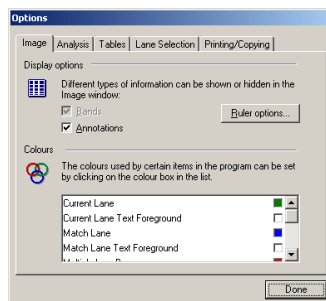 Options
Image Analysis Tables Lane Selection Printing/Copying
Display options
Different types of information can be shown or hidden in the
Image window:
Bands
Ruler options...
Annotations
Colours
The colours used by certain items in the program can be set
by clicking on the colour box in the list.
Current Lane
Current Lane Text Foreground
Match Lane
Match Lane Text Foreground
Done